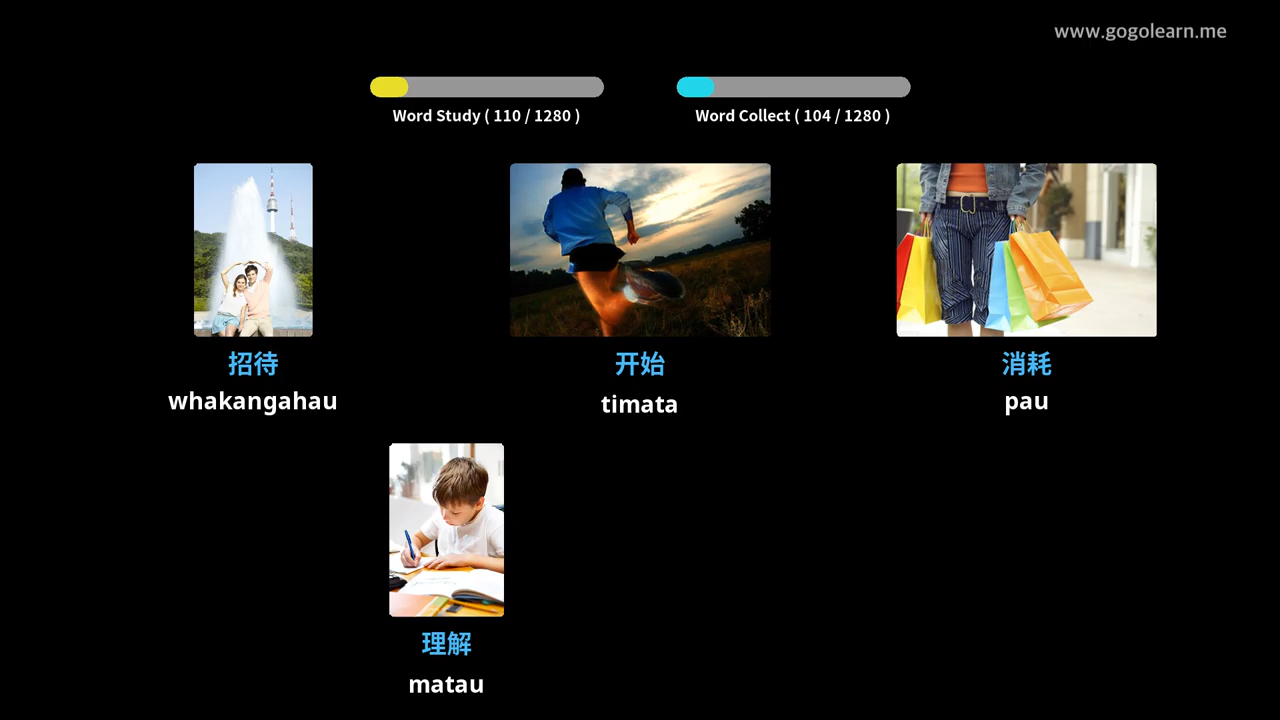 www.gogolearn.me
Word Study ( 110 / 1280 )
Word Collect ( 104 / 1280 )
招待
whakangahau
开始
timata
消耗
pau
理解
matau